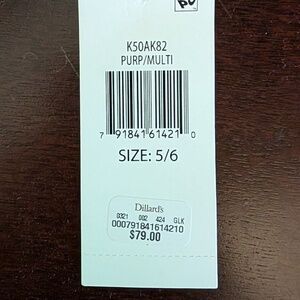 K50AK82
PURP/MULTI
7 91841 61421 0
SIZE: 5/6
Dillard's
0321 002 424 GLK
000791841614210
$79.00